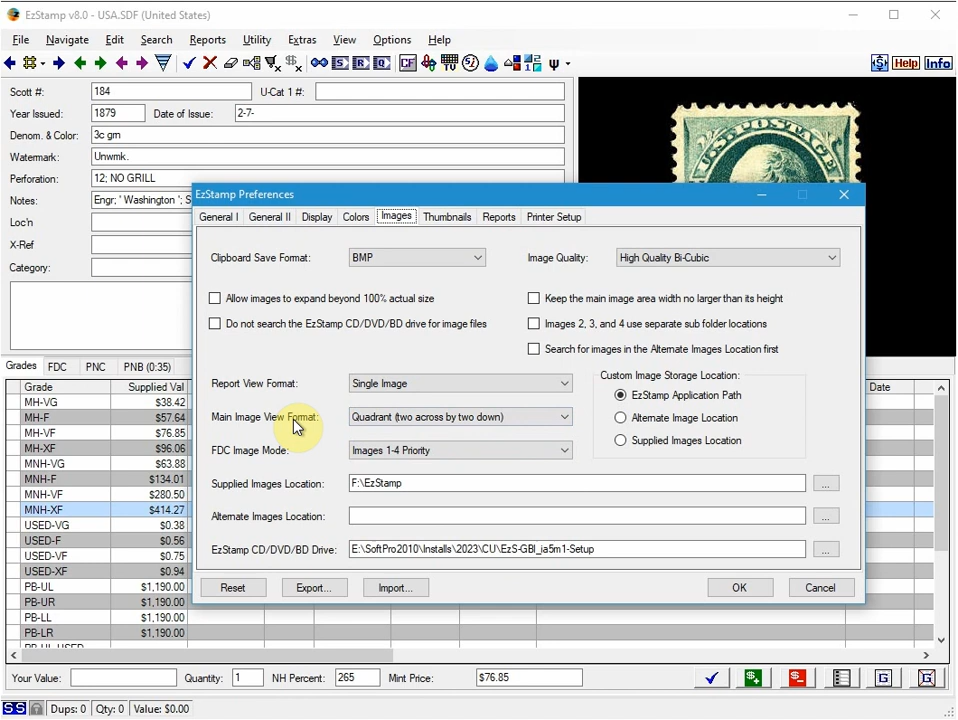 EzStamp v8.0 - USA.SDF (United States)
File Navigate Edit Search Reports Utility Extras View Options Help
S R Q CF TU Help Info
Scott #: 184 U-Cat 1 #:
Year Issued: 1879 Date of Issue: 2-7-
Denom. & Color: 3c gm
Watermark: Unwmk.
Perforation: 12; NO GRILL
Notes: Engr; ' Washington '; S
Loc'n
X-Ref
Category:
U.S. POSTAGE
EzStamp Preferences
General I General II Display Colors Images Thumbnails Reports Printer Setup
Clipboard Save Format: BMP Image Quality: High Quality Bi-Cubic
Allow images to expand beyond 100% actual size Keep the main image area width no larger than its height
Do not search the EzStamp CD/DVD/BD drive for image files Images 2, 3, and 4 use separate sub folder locations
Search for images in the Alternate Images Location first
Report View Format: Single Image Custom Image Storage Location:
EzStamp Application Path
Main Image View Format: Quadrant (two across by two down) Alternate Image Location
FDC Image Mode: Images 1-4 Priority Supplied Images Location
Supplied Images Location: F:\EzStamp ...
Alternate Images Location: ...
EzStamp CD/DVD/BD Drive: E:\SoftPro2010\Installs\2023\CU\EzS-GBI_ia5m1-Setup ...
Reset Export... Import... OK Cancel
Grades FDC PNC PNB (0:35)
Grade Supplied Val Date
MH-VG $38.42
MH-F $57.64
MH-VF $76.85
MH-XF $96.06
MNH-VG $63.88
MNH-F $134.01
MNH-VF $280.50
MNH-XF $414.27
USED-VG $0.38
USED-F $0.56
USED-VF $0.75
USED-XF $0.94
PB-UL $1,190.00
PB-UR $1,190.00
PB-LL $1,190.00
PB-LR $1,190.00
Your Value: Quantity: 1 NH Percent: 265 Mint Price: $76.85
SS Dups: 0 Qty: 0 Value: $0.00